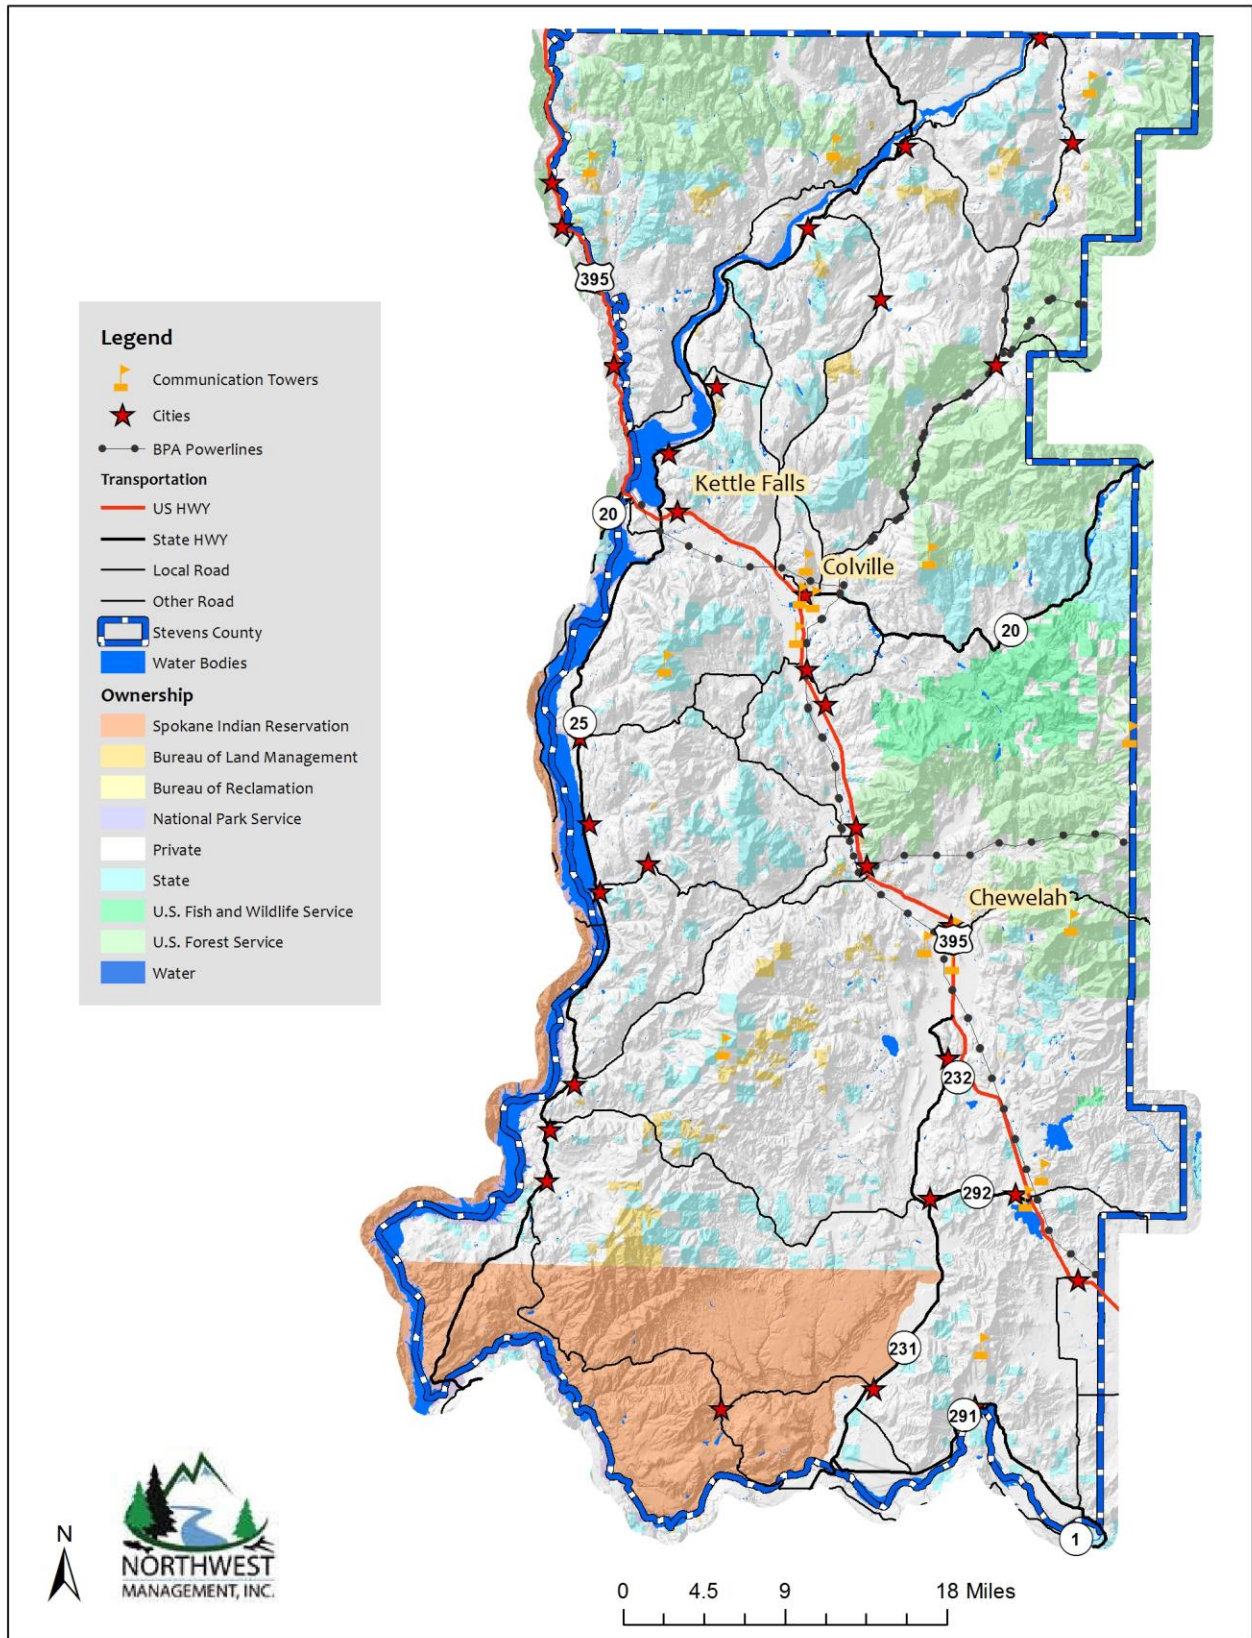 395
Legend
Communication Towers
Cities
BPA Powerlines
Transportation
US HWY
State HWY
Local Road
Other Road
Stevens County
Water Bodies
Ownership
Spokane Indian Reservation
Bureau of Land Management
Bureau of Reclamation
National Park Service
Private
State
U.S. Fish and Wildlife Service
U.S. Forest Service
Water
Kettle Falls
20
Colville
20
25
Chewelah
395
232
292
231
291
1
N
NORTHWEST
MANAGEMENT, INC.
0 4.5 9 18 Miles